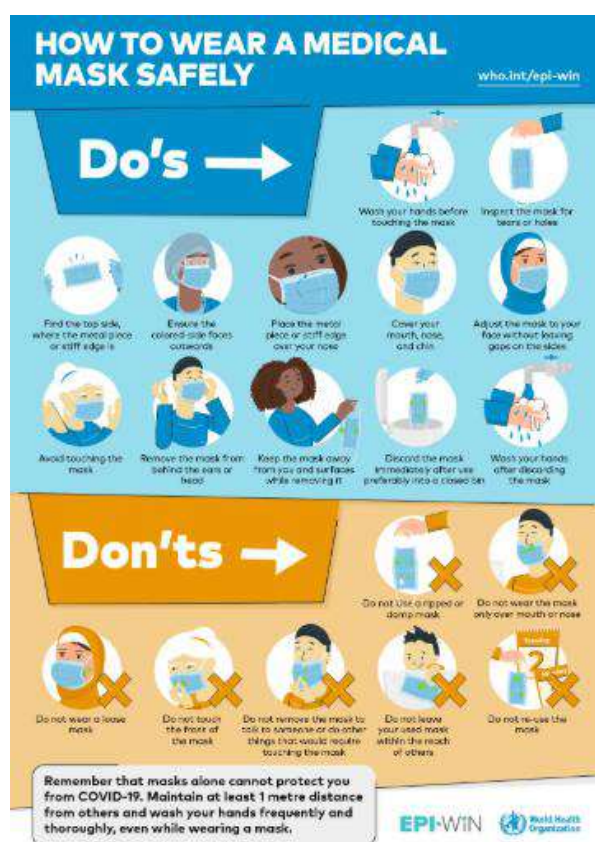 HOW TO WEAR A MEDICAL
MASK SAFELY
who.int/epi-win
Do's
Wash your hands before
touching the mask
Inspect the mask for
tears or holes
Find the top side,
where the metal piece
or stiff edge is
Ensure the
colored-side faces
outwards
Place the metal
piece or stiff edge
over your nose
Cover your
mouth, nose,
and chin
Adjust the mask to your
face without leaving
gaps on the sides
Avoid touching the
mask
Remove the mask from
behind the ears or
head
Keep the mask away
from you and surfaces
while removing it
Discard the mask
immediately after use
preferably into a closed bin
Wash your hands
after discarding
the mask
Don'ts
Do not Use a ripped or
damp mask
Do not wear the mask
only over mouth or nose
Do not wear a loose
mask
Do not touch
the front of
the mask
Do not remove the mask to
talk to someone or do other
things that would require
touching the mask
Do not leave
your used mask
within the reach
of others
2
Do not re-use the
mask
Remember that masks alone cannot protect you
from COVID-19. Maintain at least 1 metre distance
from others and wash your hands frequently and
thoroughly, even while wearing a mask.
EPI-WiN
World Health
Organization